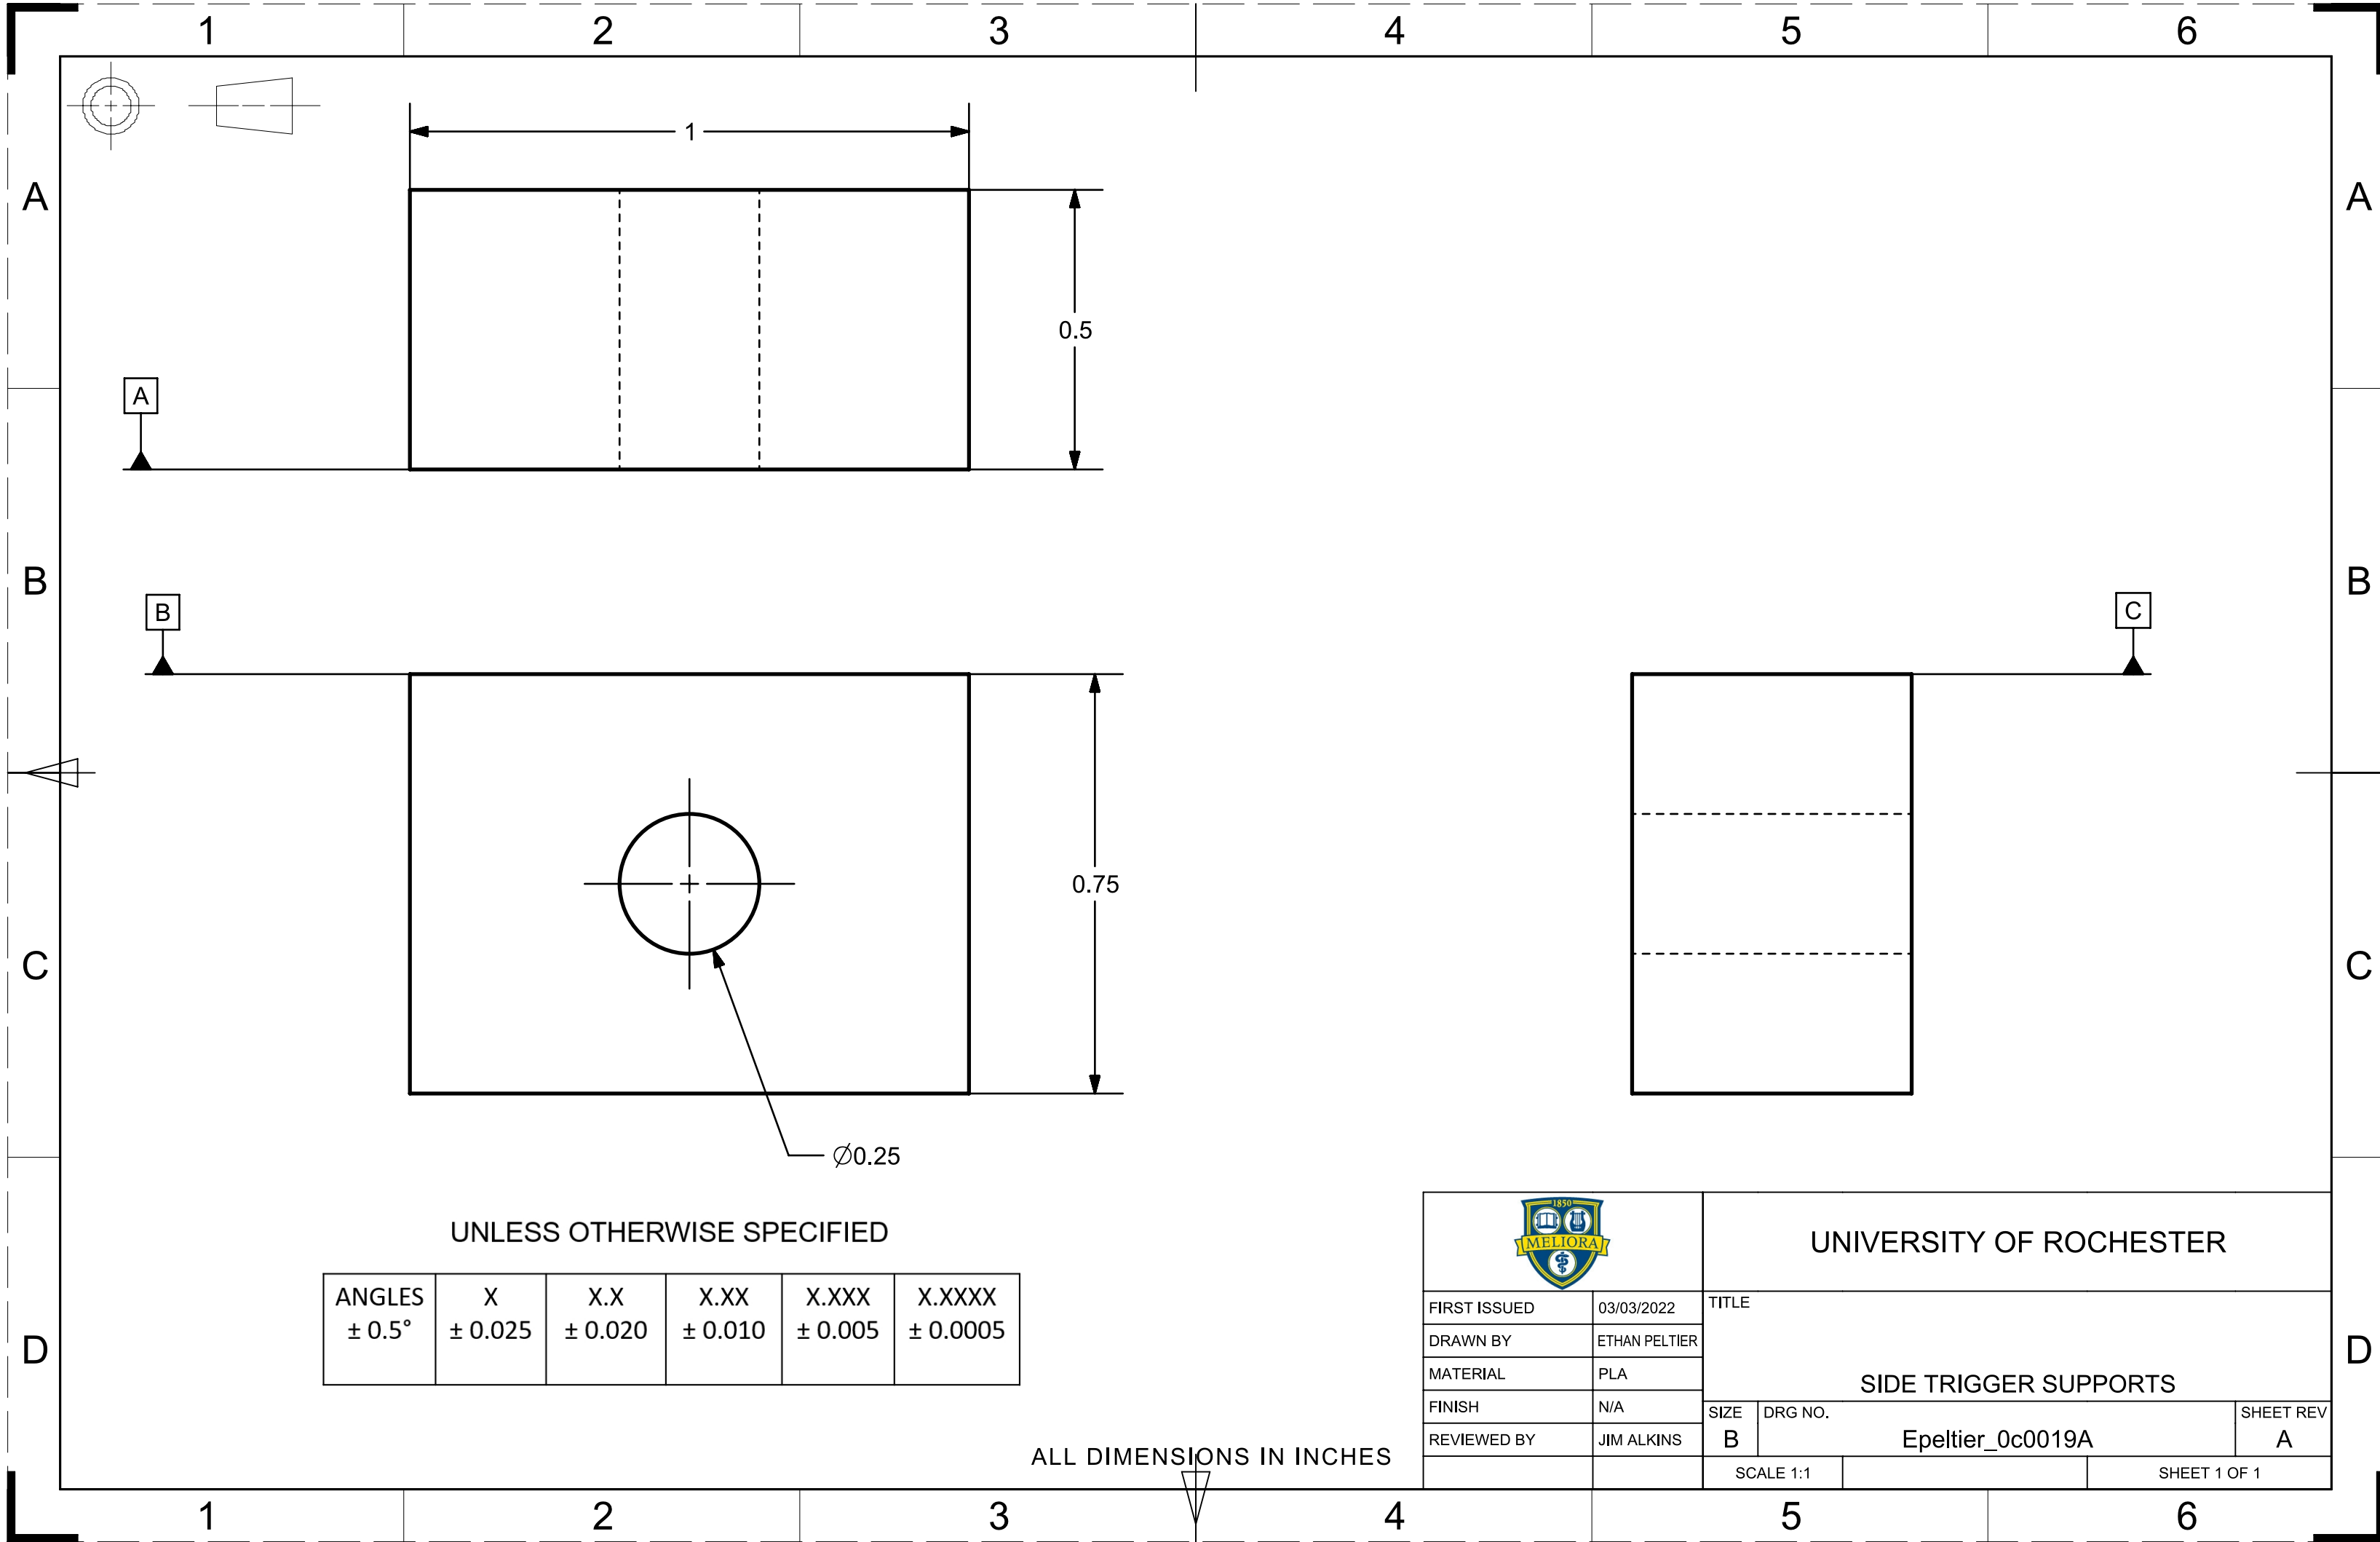 1 2 3 4 5 6
A A
1
0.5
A
B B
B
C
0.75
C C
Ø0.25
UNLESS OTHERWISE SPECIFIED
ANGLES X X.X X.XX X.XXX X.XXXX
± 0.5° ± 0.025 ± 0.020 ± 0.010 ± 0.005 ± 0.0005
D D
ALL DIMENSIONS IN INCHES
1850
MELIORA
UNIVERSITY OF ROCHESTER
FIRST ISSUED 03/03/2022
DRAWN BY ETHAN PELTIER
MATERIAL PLA
FINISH N/A
REVIEWED BY JIM ALKINS
TITLE
SIDE TRIGGER SUPPORTS
SIZE DRG NO. SHEET REV
B Epeltier_0c0019A A
SCALE 1:1 SHEET 1 OF 1
1 2 3 4 5 6